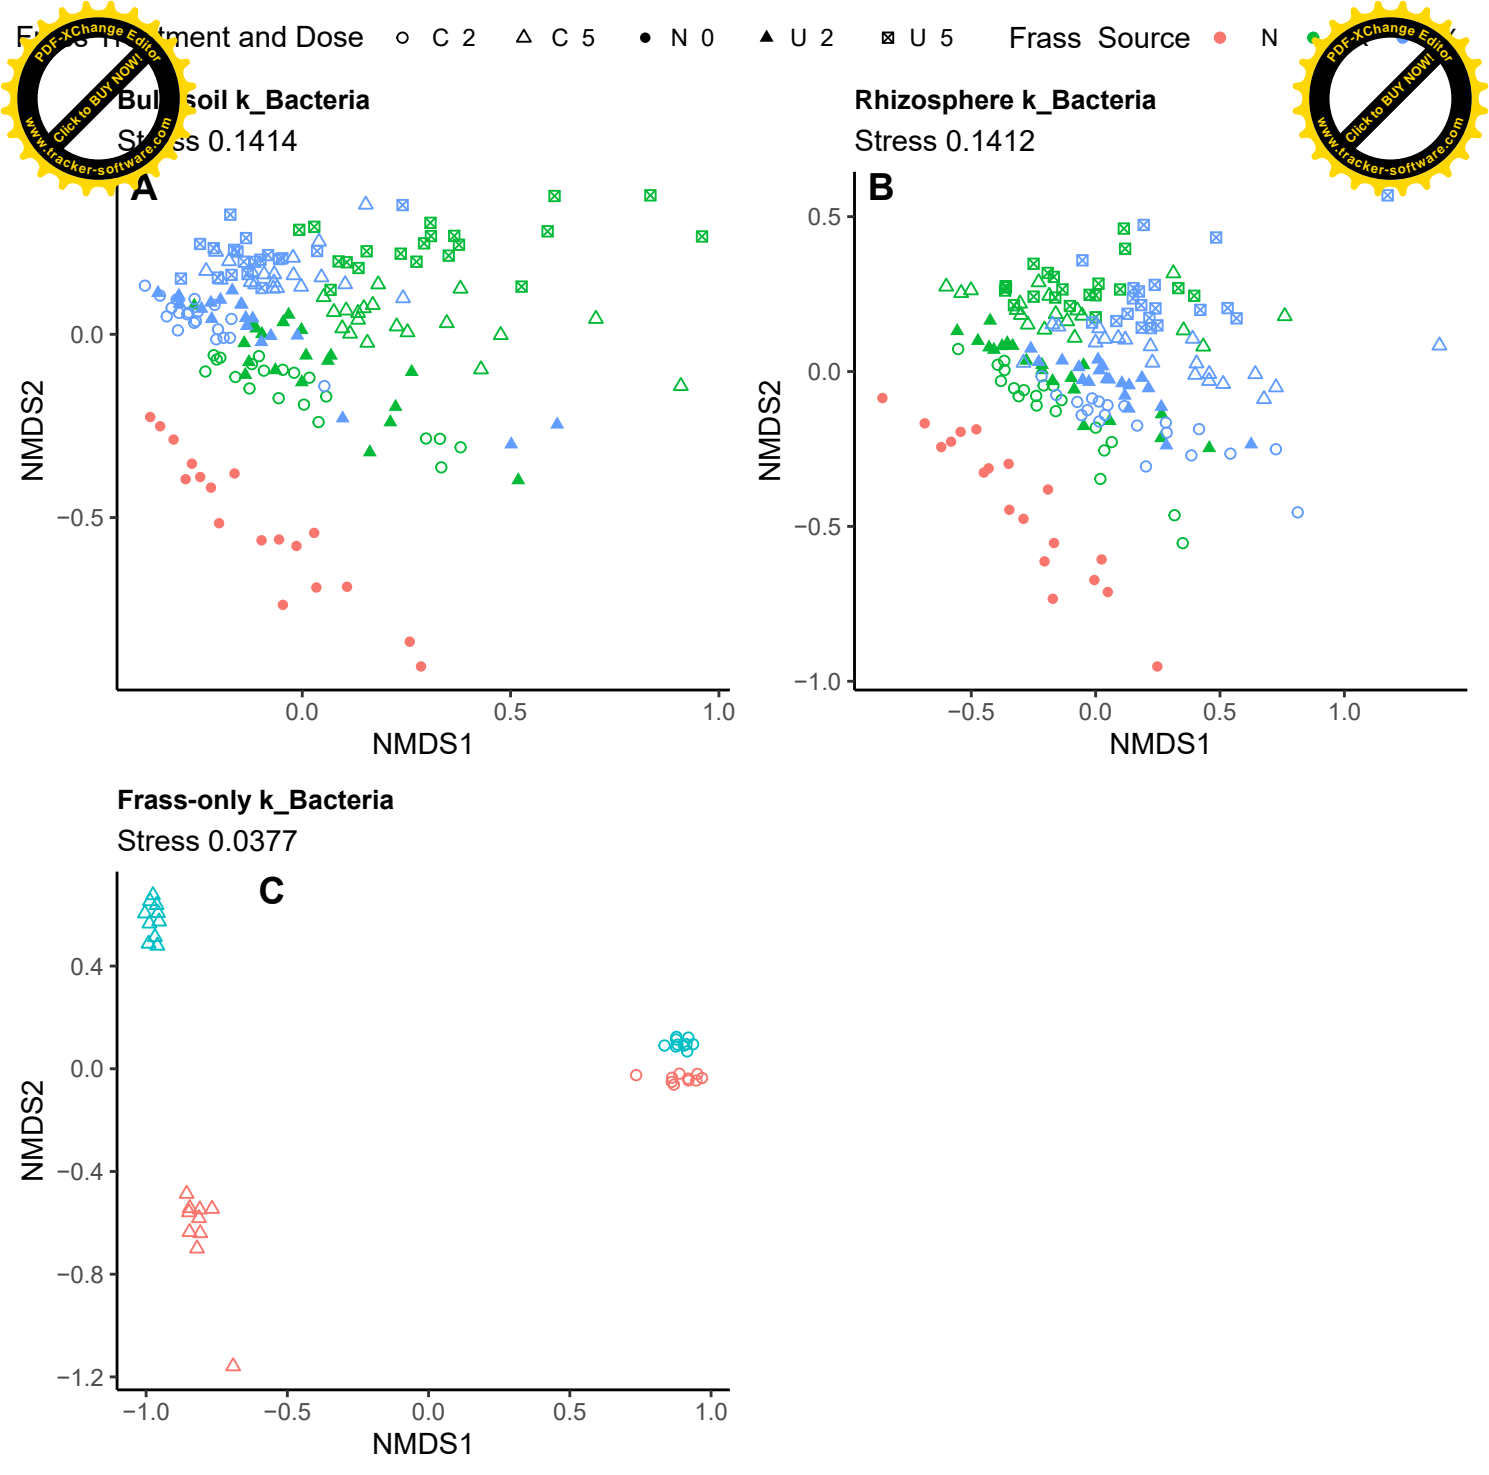 Treatment and Dose C 2 C 5 N 0 U 2 U 5 Frass Source N
PDF-XChange Editor
Click to BUY NOW!
www.tracker-software.com
PDF-XChange Editor
Click to BUY NOW!
www.tracker-software.com
Bulk soil k_Bacteria
Stress 0.1414
A
NMDS2
0.0
−0.5
0.0 0.5 1.0
NMDS1
Rhizosphere k_Bacteria
Stress 0.1412
B
NMDS2
0.5
0.0
−0.5
−1.0
−0.5 0.0 0.5 1.0
NMDS1
Frass-only k_Bacteria
Stress 0.0377
C
NMDS2
0.4
0.0
−0.4
−0.8
−1.2
−1.0 −0.5 0.0 0.5 1.0
NMDS1